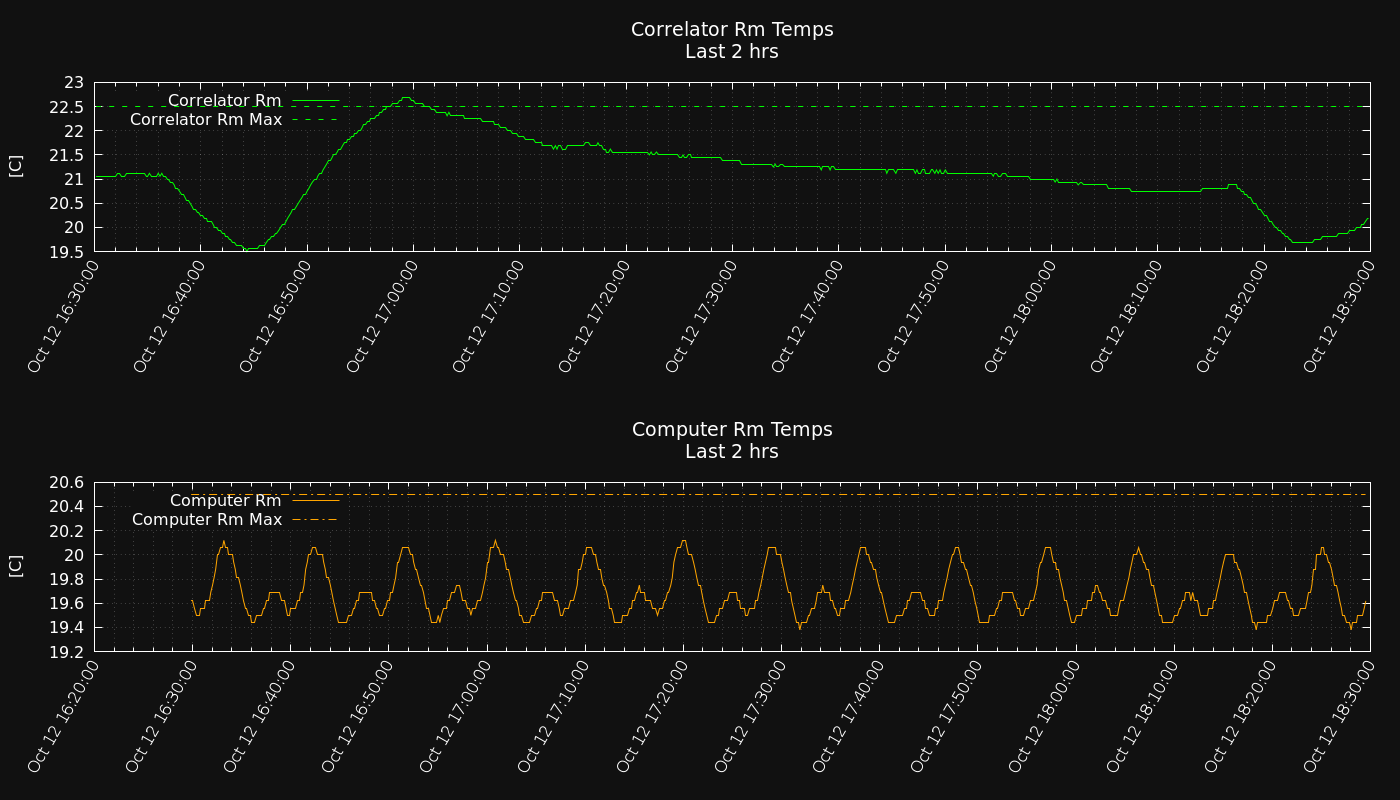 Correlator Rm Temps
Last 2 hrs
23
22.5
22
21.5
21
20.5
20
19.5
[C]
Correlator Rm
Correlator Rm Max
Oct 12 16:30:00
Oct 12 16:40:00
Oct 12 16:50:00
Oct 12 17:00:00
Oct 12 17:10:00
Oct 12 17:20:00
Oct 12 17:30:00
Oct 12 17:40:00
Oct 12 17:50:00
Oct 12 18:00:00
Oct 12 18:10:00
Oct 12 18:20:00
Oct 12 18:30:00
Computer Rm Temps
Last 2 hrs
20.6
20.4
20.2
20
19.8
19.6
19.4
19.2
[C]
Computer Rm
Computer Rm Max
Oct 12 16:20:00
Oct 12 16:30:00
Oct 12 16:40:00
Oct 12 16:50:00
Oct 12 17:00:00
Oct 12 17:10:00
Oct 12 17:20:00
Oct 12 17:30:00
Oct 12 17:40:00
Oct 12 17:50:00
Oct 12 18:00:00
Oct 12 18:10:00
Oct 12 18:20:00
Oct 12 18:30:00